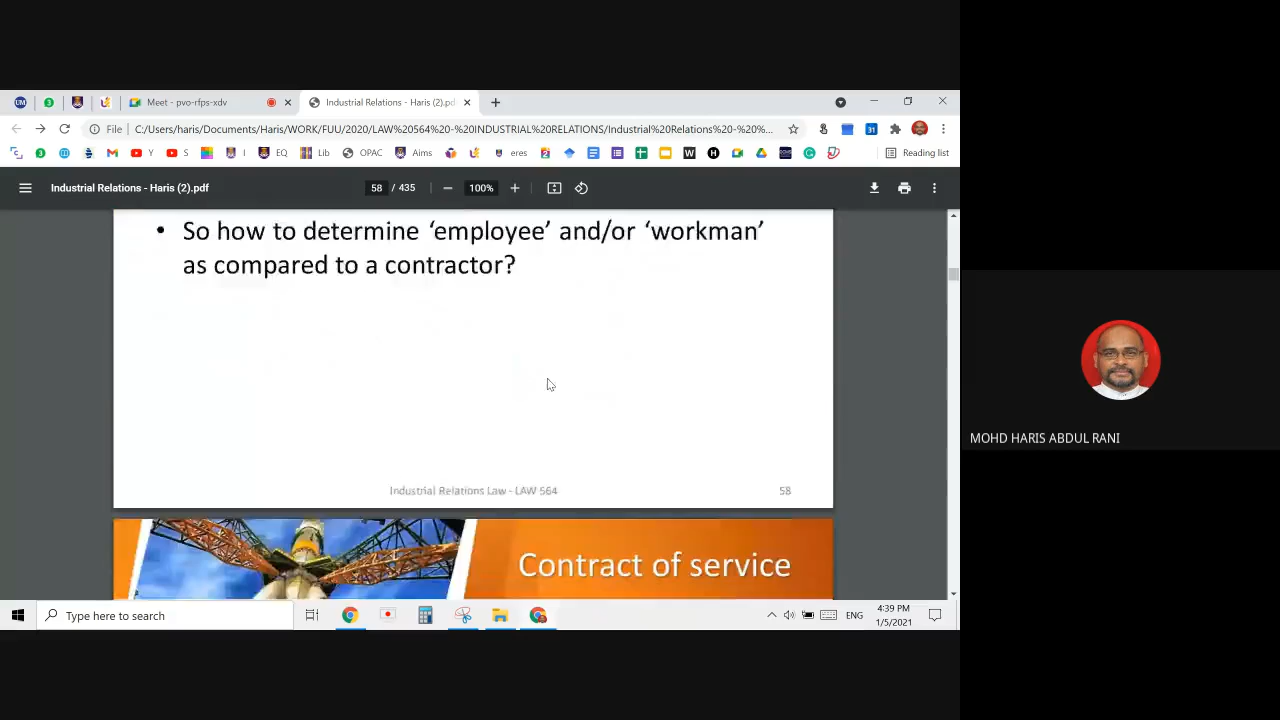 Meet - pvo-rfps-xdv
Industrial Relations - Haris (2).pd
File
C:/Users/haris/Documents/Haris/WORK/FUU/2020/LAW%20564%20-%20INDUSTRIAL%20RELATIONS/Industrial%20Relations%20-%20%...
Y S I EQ Lib OPAC Aims eres Reading list
Industrial Relations - Haris (2).pdf
58 / 435
100%
• So how to determine ‘employee’ and/or ‘workman’
as compared to a contractor?
Industrial Relations Law - LAW 564
58
Contract of service
MOHD HARIS ABDUL RANI
Type here to search
ENG
4:39 PM
1/5/2021